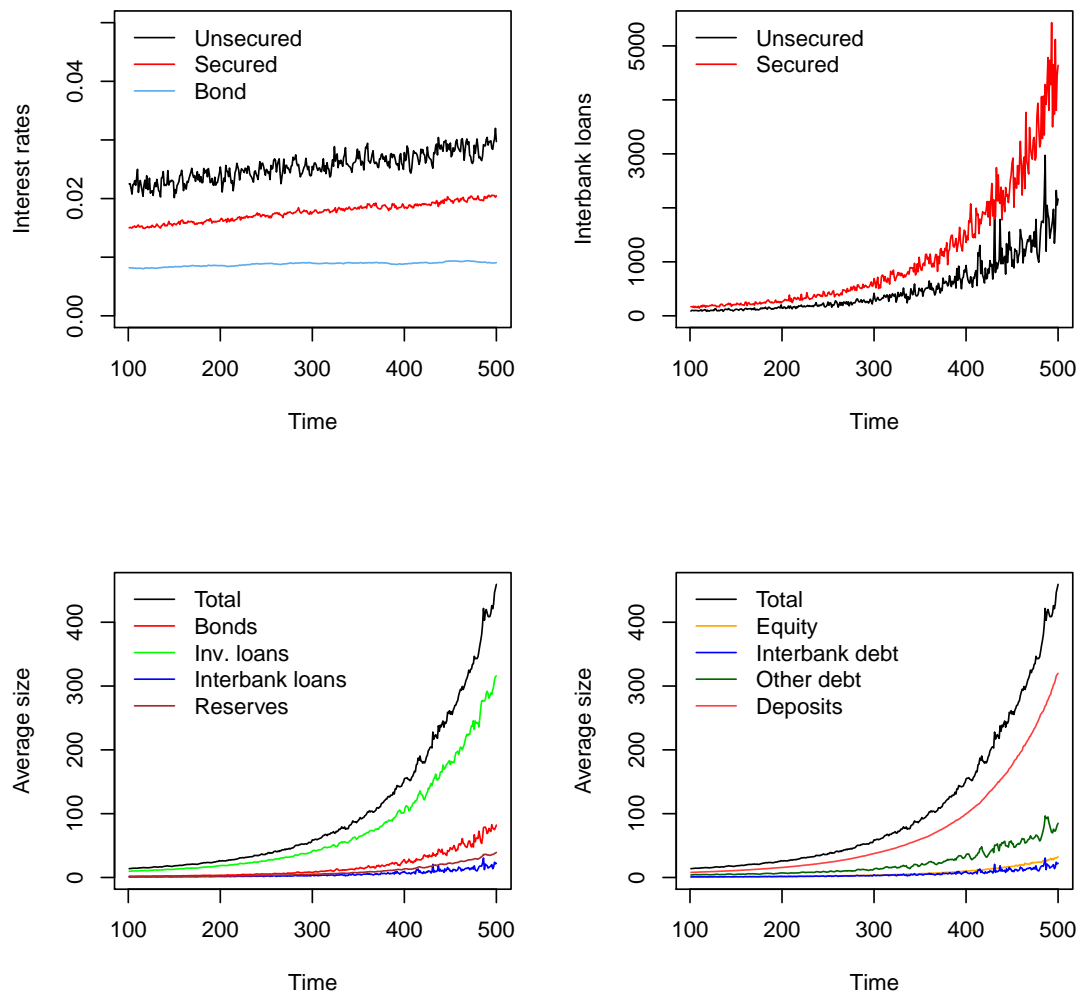 Interest rates
0.00
0.02
0.04
Unsecured
Secured
Bond
100 200 300 400 500
Time
Interbank loans
0
1000
3000
5000
Unsecured
Secured
100 200 300 400 500
Time
Average size
0
100
200
300
400
Total
Bonds
Inv. loans
Interbank loans
Reserves
100 200 300 400 500
Time
Average size
0
100
200
300
400
Total
Equity
Interbank debt
Other debt
Deposits
100 200 300 400 500
Time